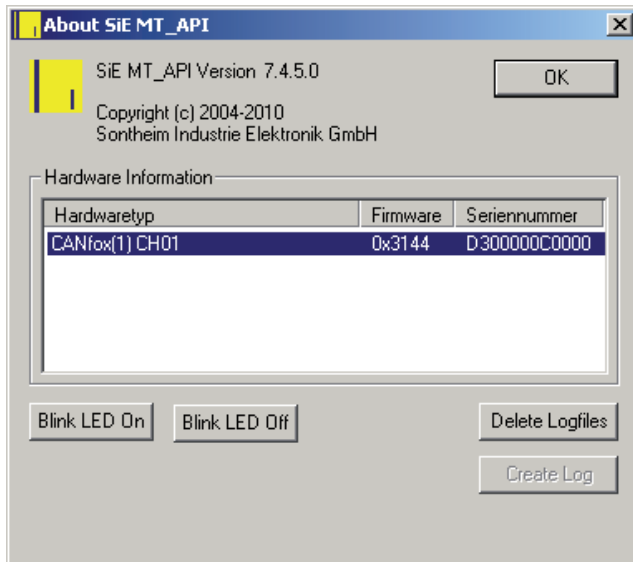 About SiE MT_API
SiE MT_API Version 7.4.5.0
OK
Copyright (c) 2004-2010
Sontheim Industrie Elektronik GmbH
Hardware Information
Hardwaretyp Firmware Seriennummer
CANfox(1) CH01 0x3144 D300000C0000
Blink LED On Blink LED Off Delete Logfiles
Create Log